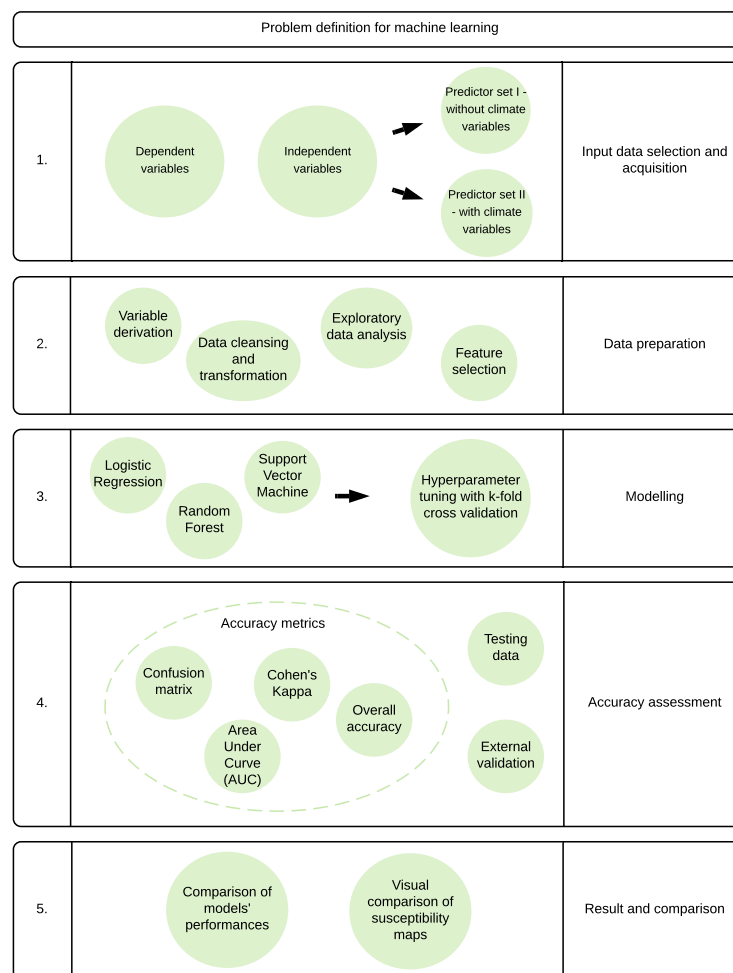 Problem definition for machine learning
1.
Dependent
variables
Independent
variables
Predictor set I -
without climate
variables
Predictor set II
- with climate
variables
Input data selection and
acquisition
2.
Variable
derivation
Data cleansing
and
transformation
Exploratory
data analysis
Feature
selection
Data preparation
3.
Logistic
Regression
Random
Forest
Support
Vector
Machine
Hyperparameter
tuning with k-fold
cross validation
Modelling
4.
Accuracy metrics
Confusion
matrix
Area
Under
Curve
(AUC)
Cohen's
Kappa
Overall
accuracy
Testing
data
External
validation
Accuracy assessment
5.
Comparison of
models'
performances
Visual
comparison of
susceptibility
maps
Result and comparison